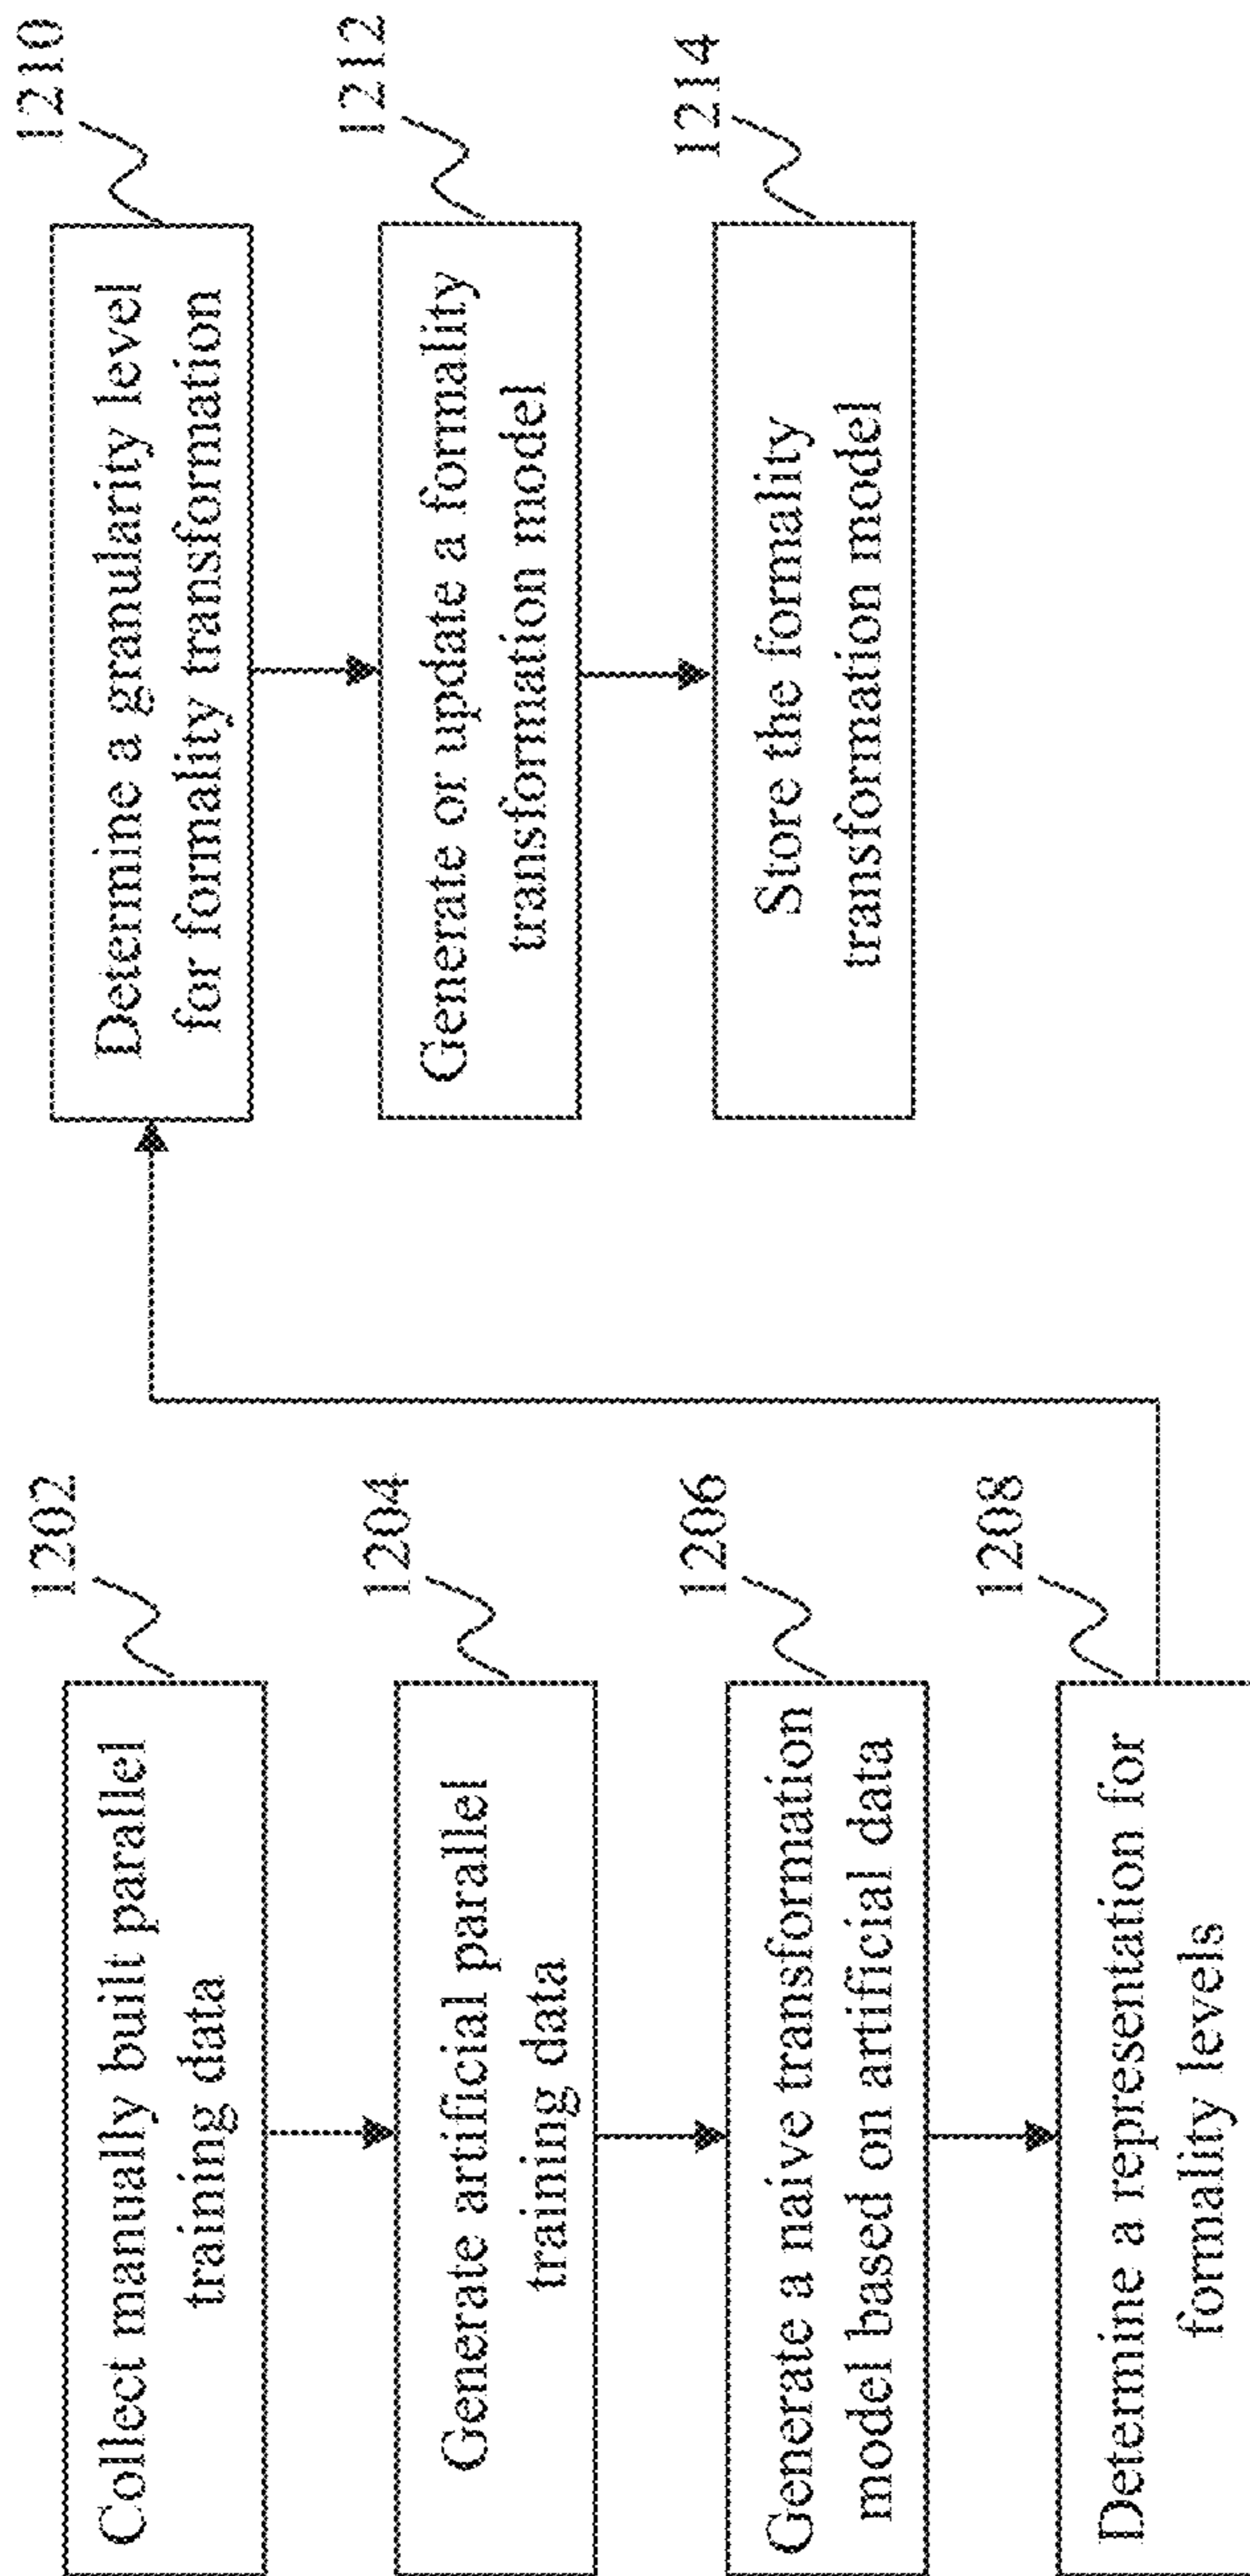 1202
Collect manually built parallel
training data
1204
Generate artificial parallel
training data
1206
Generate a naive transformation
model based on artificial data
1208
Determine a representation for
formality levels
1210
Determine a granularity level
for formality transformation
1212
Generate or update a formality
transformation model
1214
Store the formality
transformation model